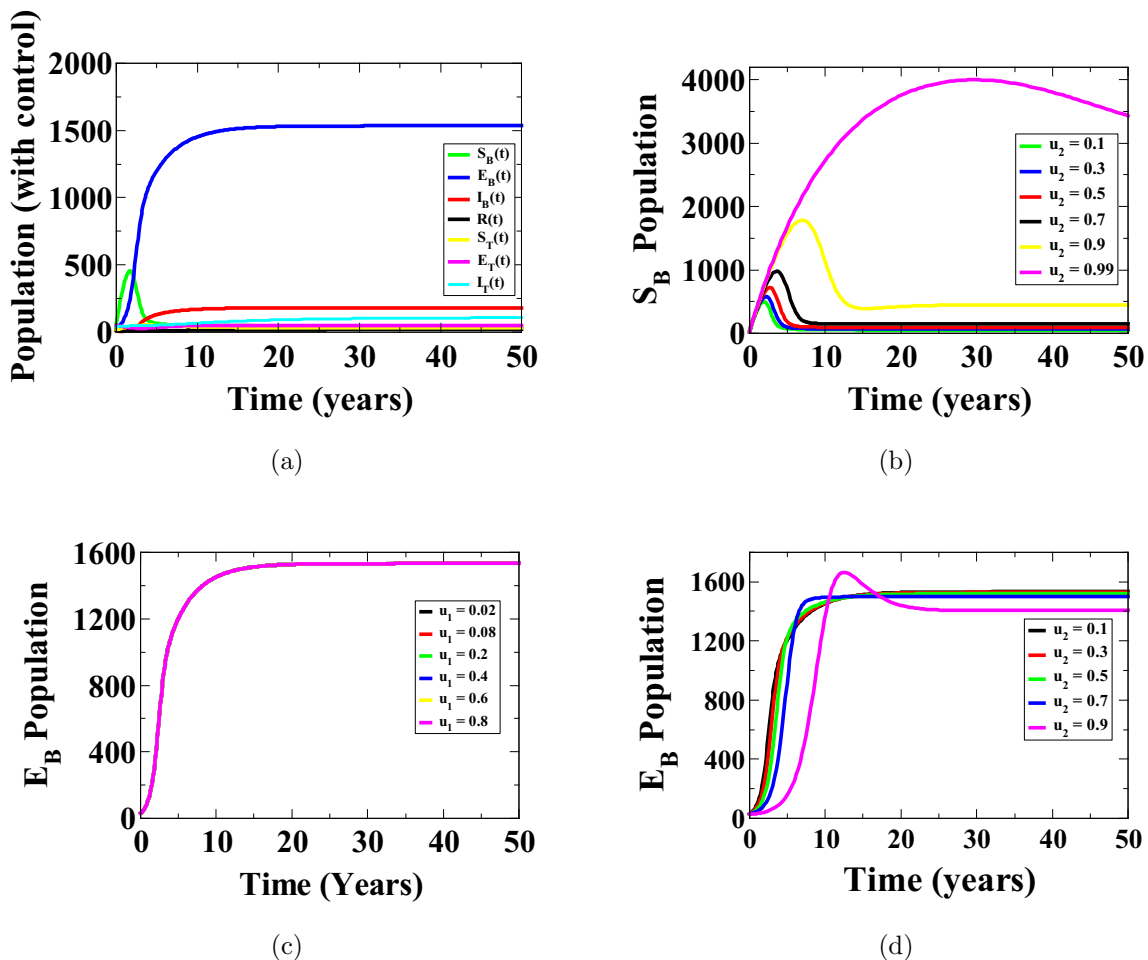 Population (with control)
2000
1500
1000
500
0
0 10 20 30 40 50
Time (years)
S_B(t)
E_B(t)
I_B(t)
R(t)
S_T(t)
E_T(t)
I_T(t)
(a)
S_B Population
4000
3000
2000
1000
0
0 10 20 30 40 50
Time (years)
u_2 = 0.1
u_2 = 0.3
u_2 = 0.5
u_2 = 0.7
u_2 = 0.9
u_2 = 0.99
(b)
E_B Population
1600
1200
800
400
0
0 10 20 30 40 50
Time (Years)
u_1 = 0.02
u_1 = 0.08
u_1 = 0.2
u_1 = 0.4
u_1 = 0.6
u_1 = 0.8
(c)
E_B Population
1600
1200
800
400
0
0 10 20 30 40 50
Time (years)
u_2 = 0.1
u_2 = 0.3
u_2 = 0.5
u_2 = 0.7
u_2 = 0.9
(d)